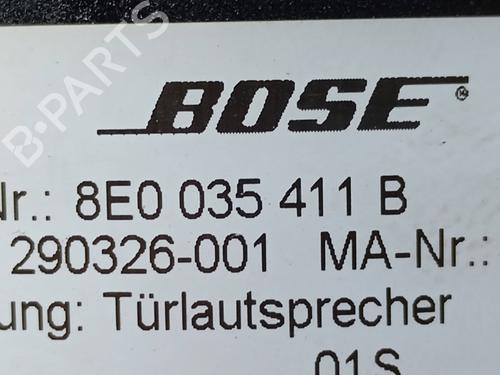 BOSE
Nr.: 8E0 035 411 B
290326-001 MA-Nr.:
ung: Türlautsprecher
01S
B-PARTS